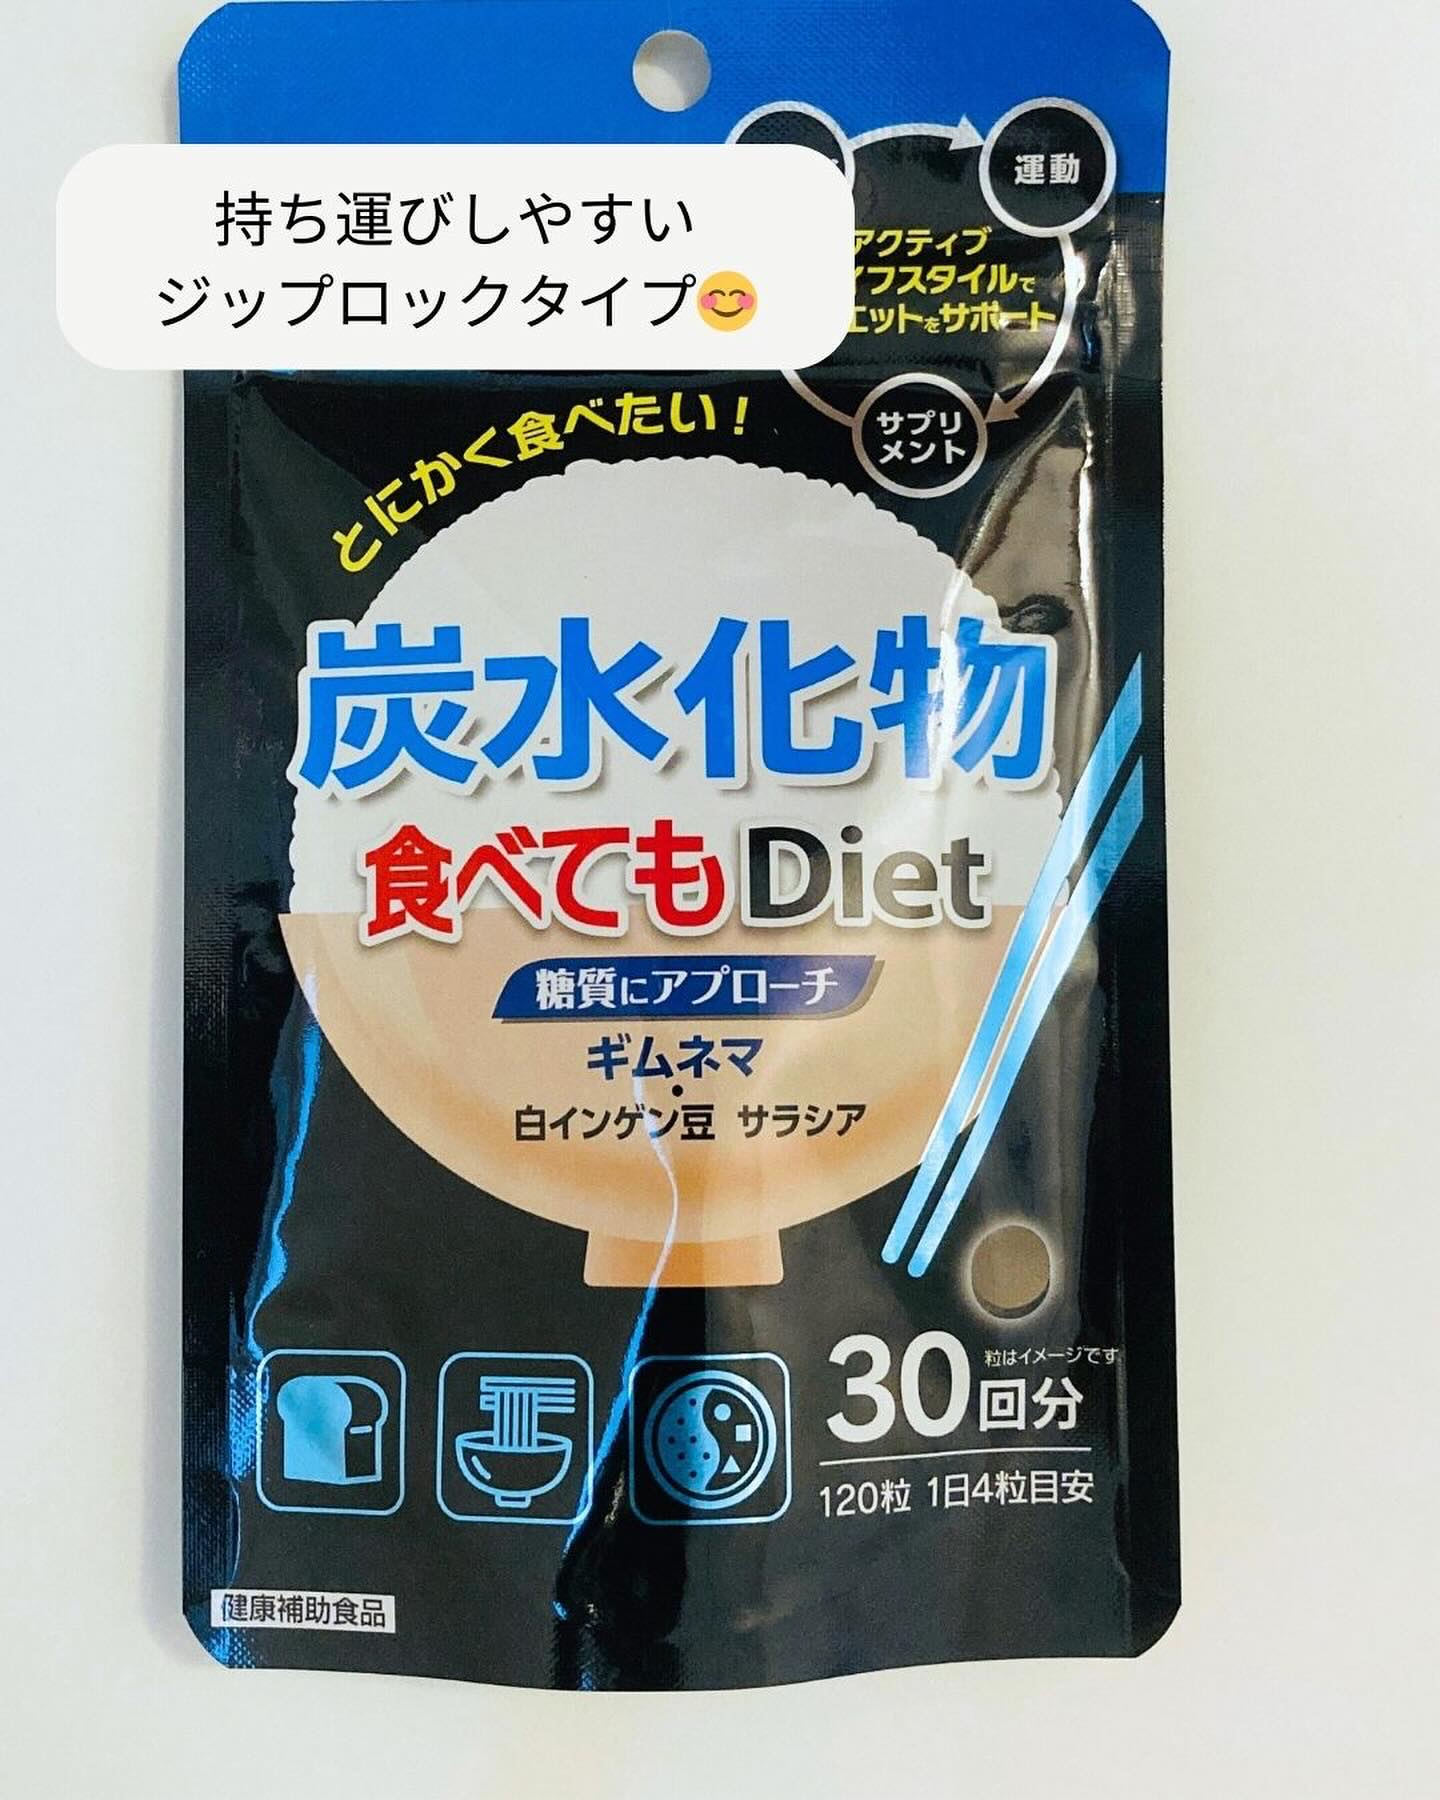 持ち運びしやすい
ジップロックタイプ😊
運動
アクティブ
イフスタイルで
エットをサポート
サプリ
メント
とにかく食べたい！
炭水化物
食べてもDiet
糖質にアプローチ
ギムネマ
・
白インゲン豆 サラシア
粒はイメージです
30回分
120粒 1日4粒目安
健康補助食品